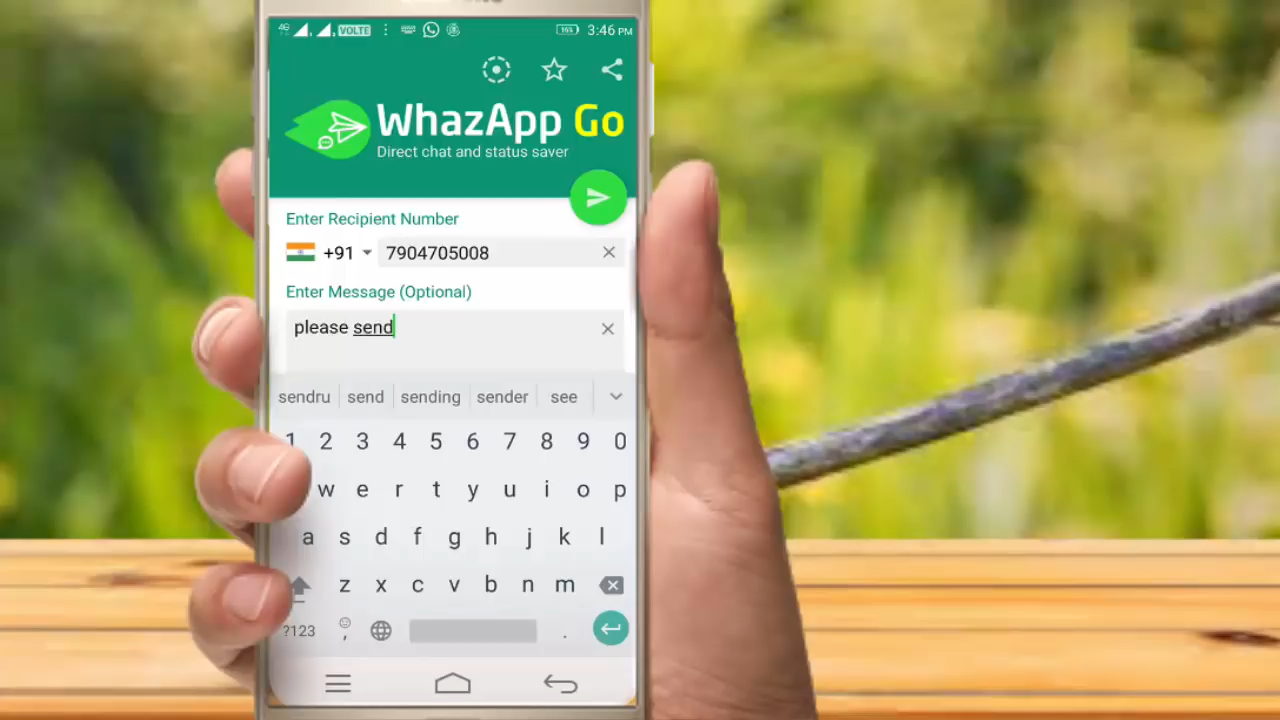 4G VOLTE 16% 3:46 PM
WhazApp Go
Direct chat and status saver
Enter Recipient Number
+91 7904705008
Enter Message (Optional)
please send
sendru send sending sender see
1 2 3 4 5 6 7 8 9 0
w e r t y u i o p
a s d f g h j k l
z x c v b n m
?123 , .